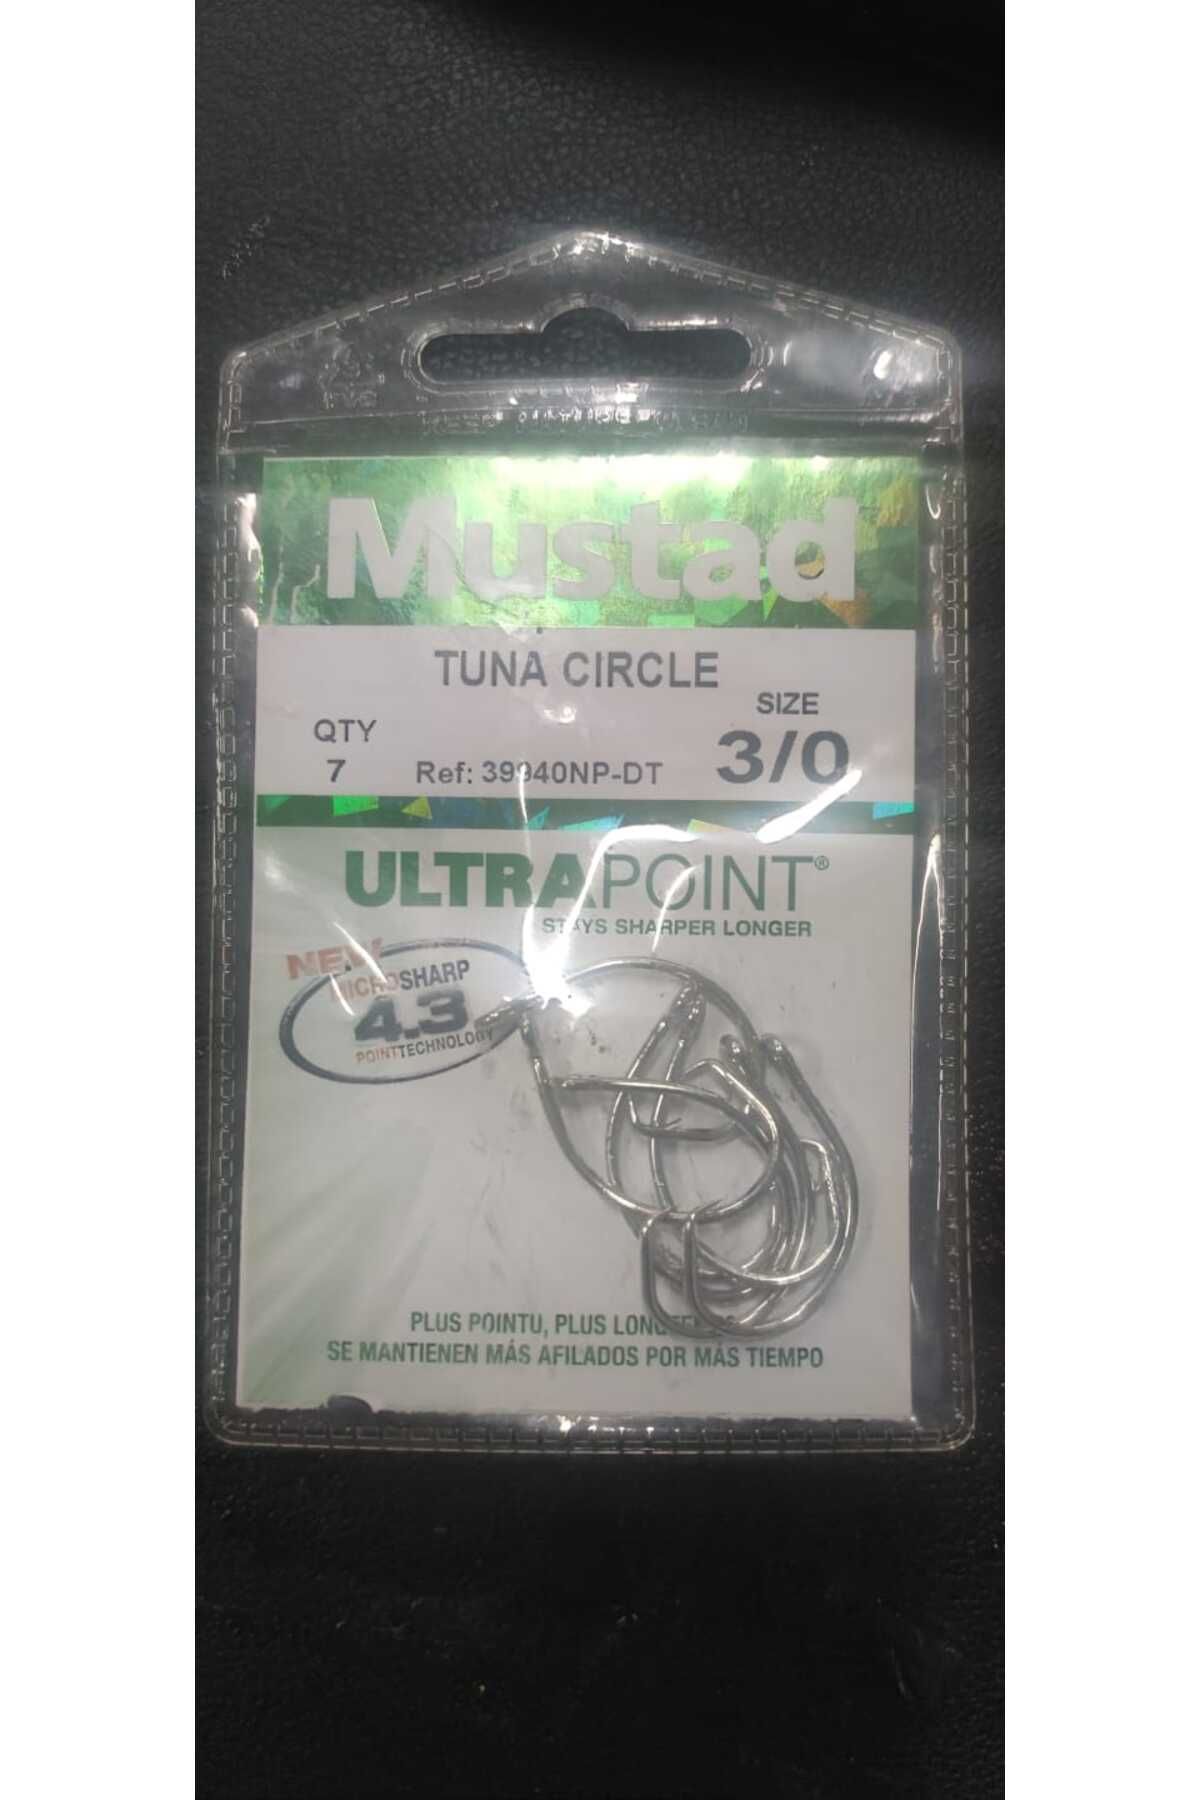 Mustad
TUNA CIRCLE
SIZE
QTY
3/0
7
Ref: 39940NP-DT
ULTRAPOINT®
STAYS SHARPER LONGER
NEW
MICROSHARP
4.3
POINTTECHNOLOGY
PLUS POINTU, PLUS LONGTEMPS
SE MANTIENEN MÁS AFILADOS POR MÁS TIEMPO